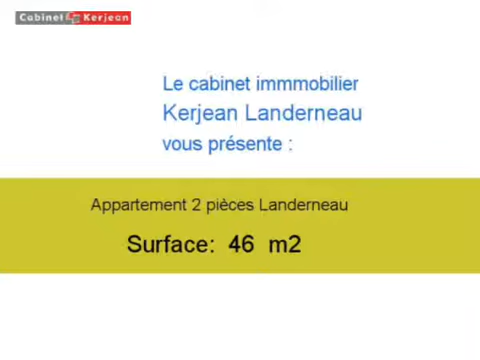 Cabinet Kerjean
Le cabinet immmobilier
Kerjean Landerneau
vous présente :
Appartement 2 pièces Landerneau
Surface: 46 m2